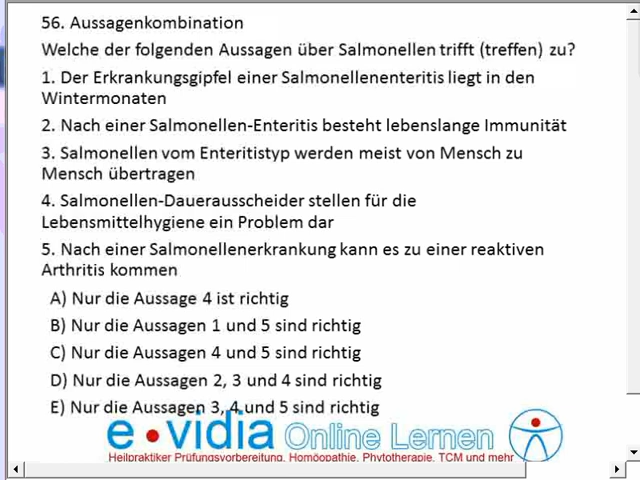 56. Aussagenkombination
Welche der folgenden Aussagen über Salmonellen trifft (treffen) zu?
1. Der Erkrankungsgipfel einer Salmonellenenteritis liegt in den
Wintermonaten
2. Nach einer Salmonellen-Enteritis besteht lebenslange Immunität
3. Salmonellen vom Enteritistyp werden meist von Mensch zu
Mensch übertragen
4. Salmonellen-Dauerausscheider stellen für die
Lebensmittelhygiene ein Problem dar
5. Nach einer Salmonellenerkrankung kann es zu einer reaktiven
Arthritis kommen
A) Nur die Aussage 4 ist richtig
B) Nur die Aussagen 1 und 5 sind richtig
C) Nur die Aussagen 4 und 5 sind richtig
D) Nur die Aussagen 2, 3 und 4 sind richtig
E) Nur die Aussagen 3, 4 und 5 sind richtig
e•vidia Online Lernen
Heilpraktiker Prüfungsvorbereitung, Homöopathie, Phytotherapie, TCM und mehr